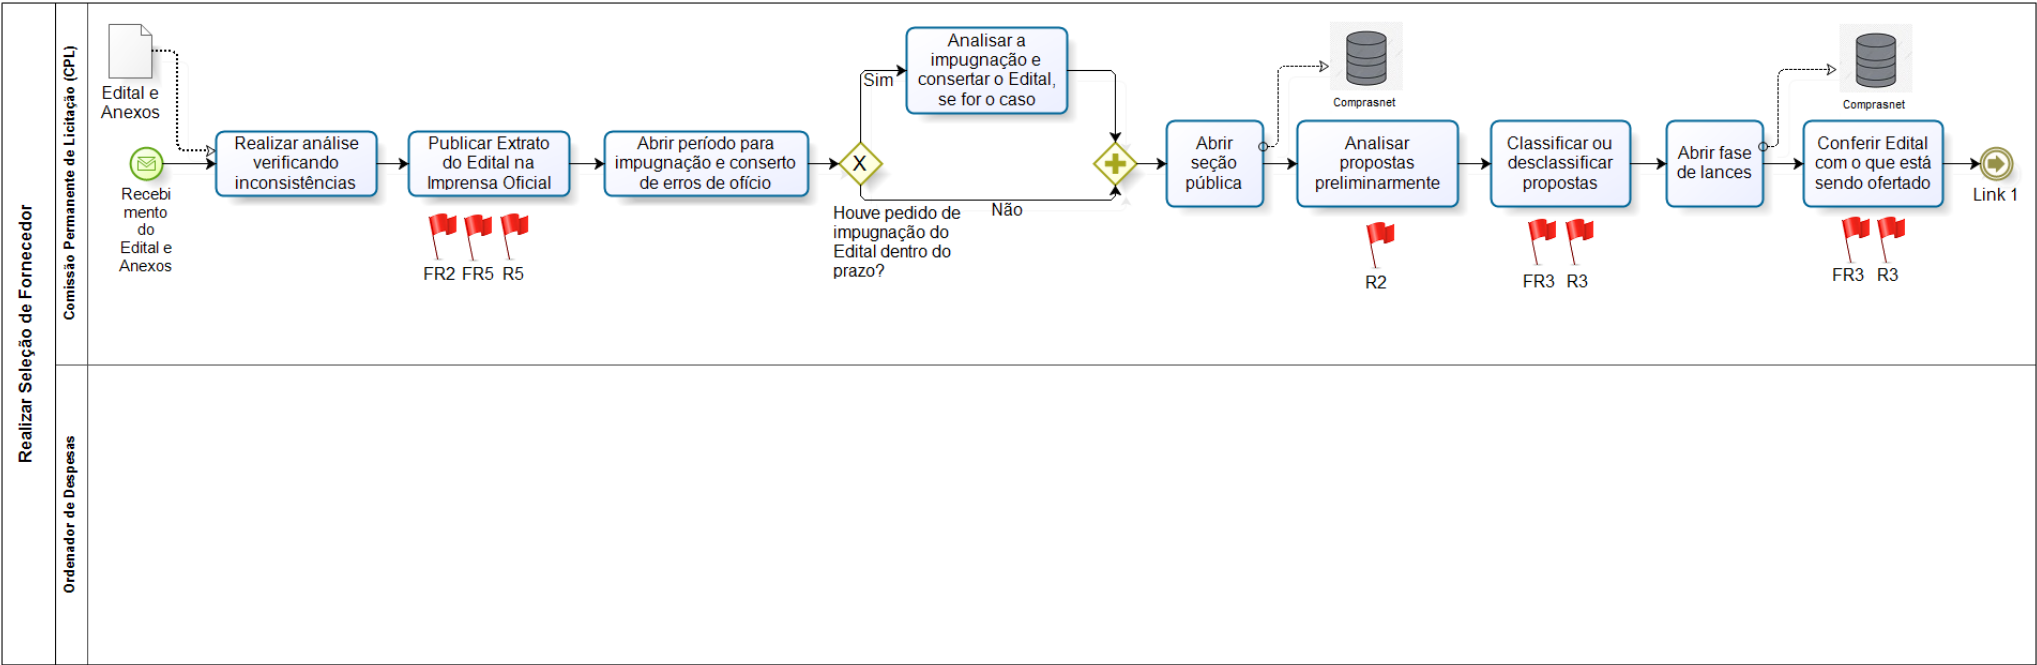 Realizar Seleção de Fornecedor
Comissão Permanente de Licitação (CPL)
Edital e
Anexos
Recebi
mento
do
Edital e
Anexos
Realizar análise
verificando
inconsistências
Publicar Extrato
do Edital na
Imprensa Oficial
FR2 FR5 R5
Abrir período para
impugnação e conserto
de erros de ofício
X
Houve pedido de
impugnação do
Edital dentro do
prazo?
Sim
Não
Analisar a
impugnação e
consertar o Edital,
se for o caso
Abrir
seção
pública
Comprasnet
Analisar
propostas
preliminarmente
R2
Classificar ou
desclassificar
propostas
FR3 R3
Abrir fase
de lances
Comprasnet
Conferir Edital
com o que está
sendo ofertado
FR3 R3
Link 1
Ordenador de Despesas